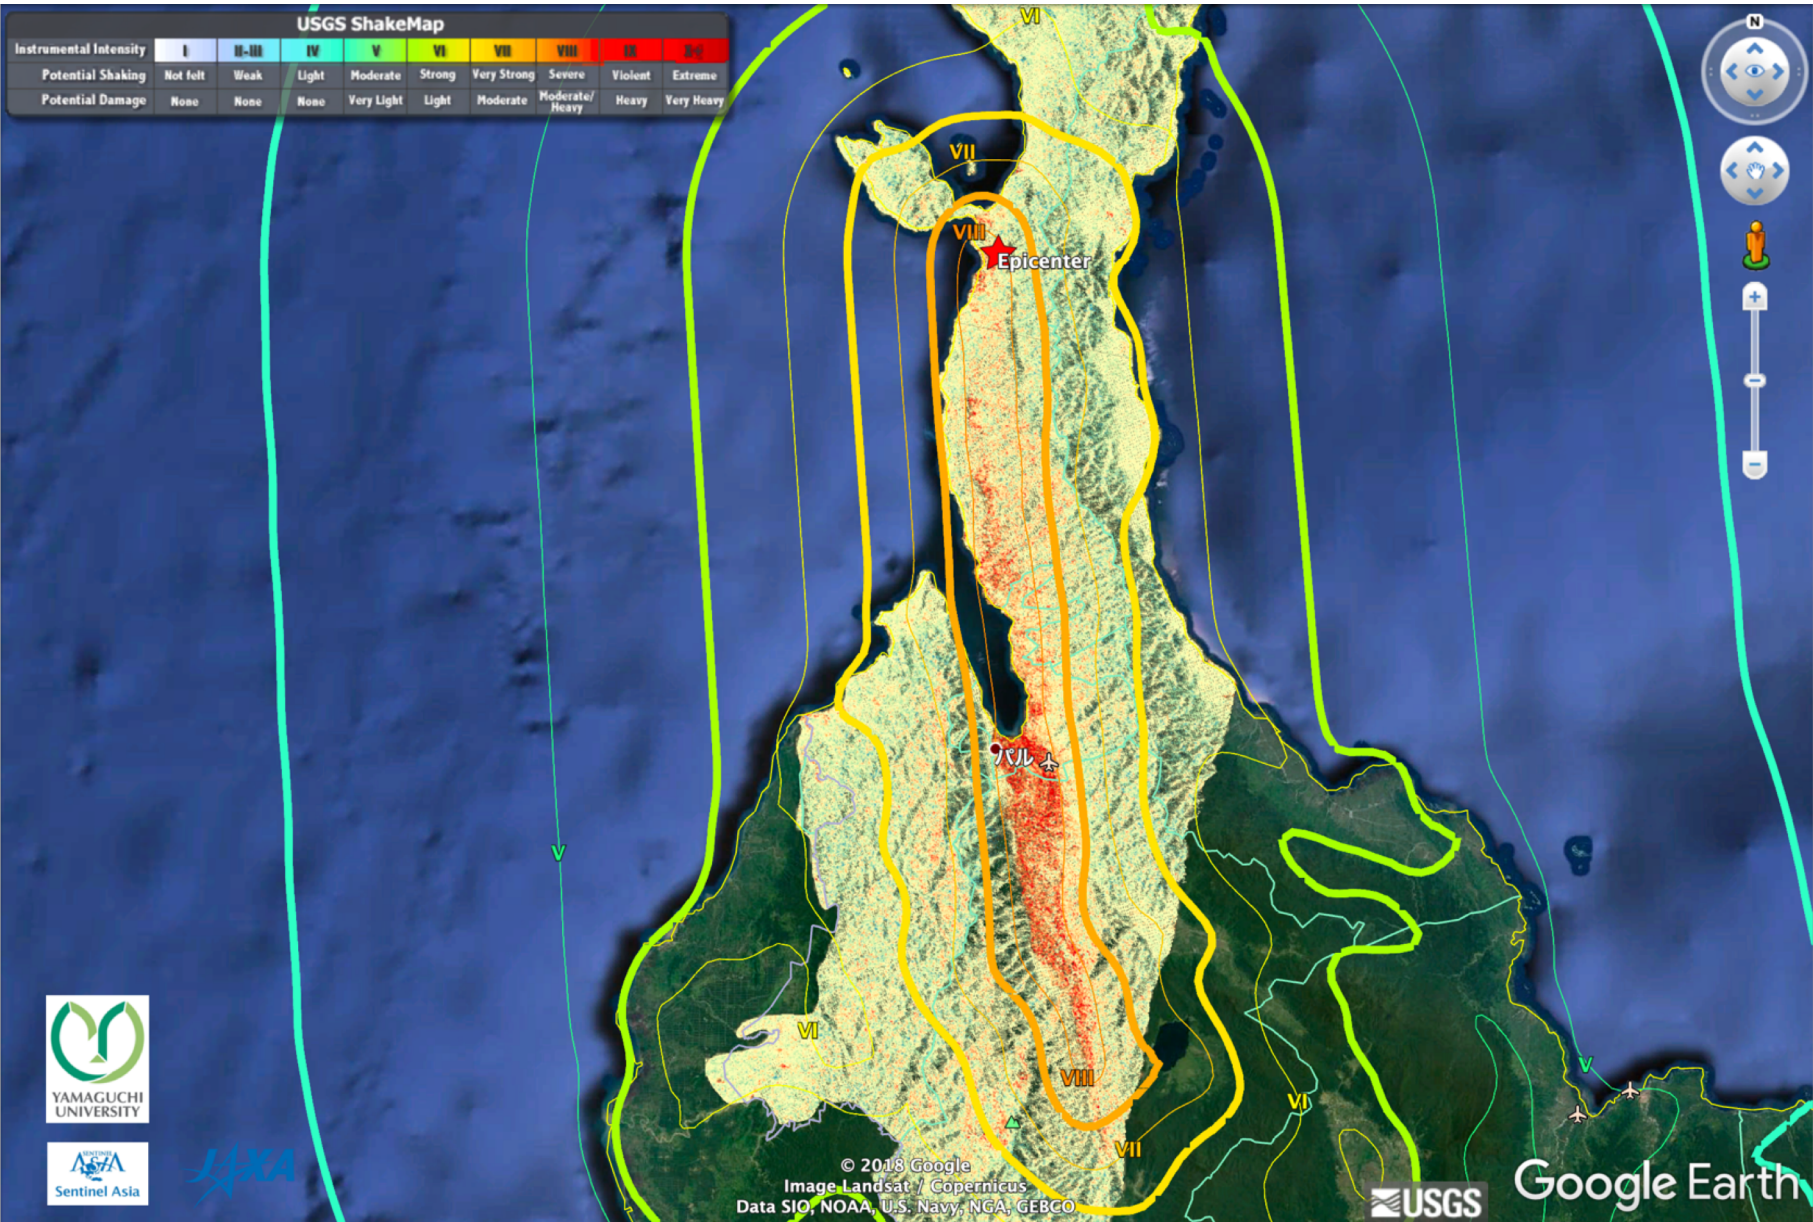 USGS ShakeMap
Instrumental Intensity I II-III IV V VI VII VIII IX X+
Potential Shaking Not felt Weak Light Moderate Strong Very Strong Severe Violent Extreme
Potential Damage None None None Very Light Light Moderate Moderate/Heavy Heavy Very Heavy
N
VI
VII
VIII
Epicenter
パル
V
VI
VIII
V
VI
VII
YAMAGUCHI
UNIVERSITY
SENTINEL
ASIA
Sentinel Asia
JAXA
© 2018 Google
Image Landsat / Copernicus
Data SIO, NOAA, U.S. Navy, NGA, GEBCO
USGS
Google Earth